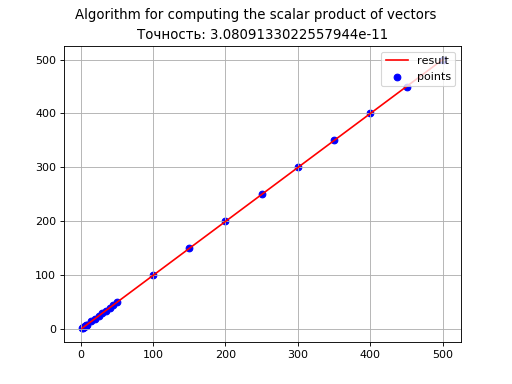 Algorithm for computing the scalar product of vectors
Точность: 3.0809133022557944e-11
result
points
500
400
300
200
100
0
0 100 200 300 400 500